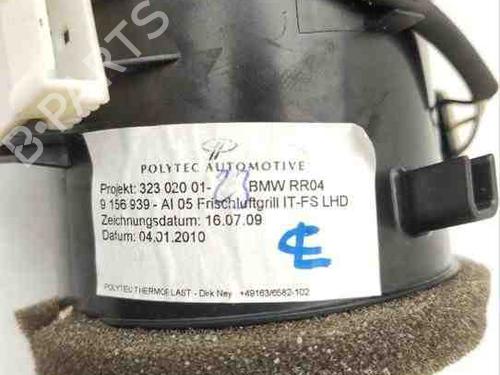 B-PARTS
POLYTEC AUTOMOTIVE
Projekt: 323 020 01-23 BMW RR04
9 156 939 - AI 05 Frischluftgrill IT-FS LHD
Zeichnungsdatum: 16.07.09
Datum: 04.01.2010
POLYTEC THERMOPLAST - Dirk Ney +49163/6582-102